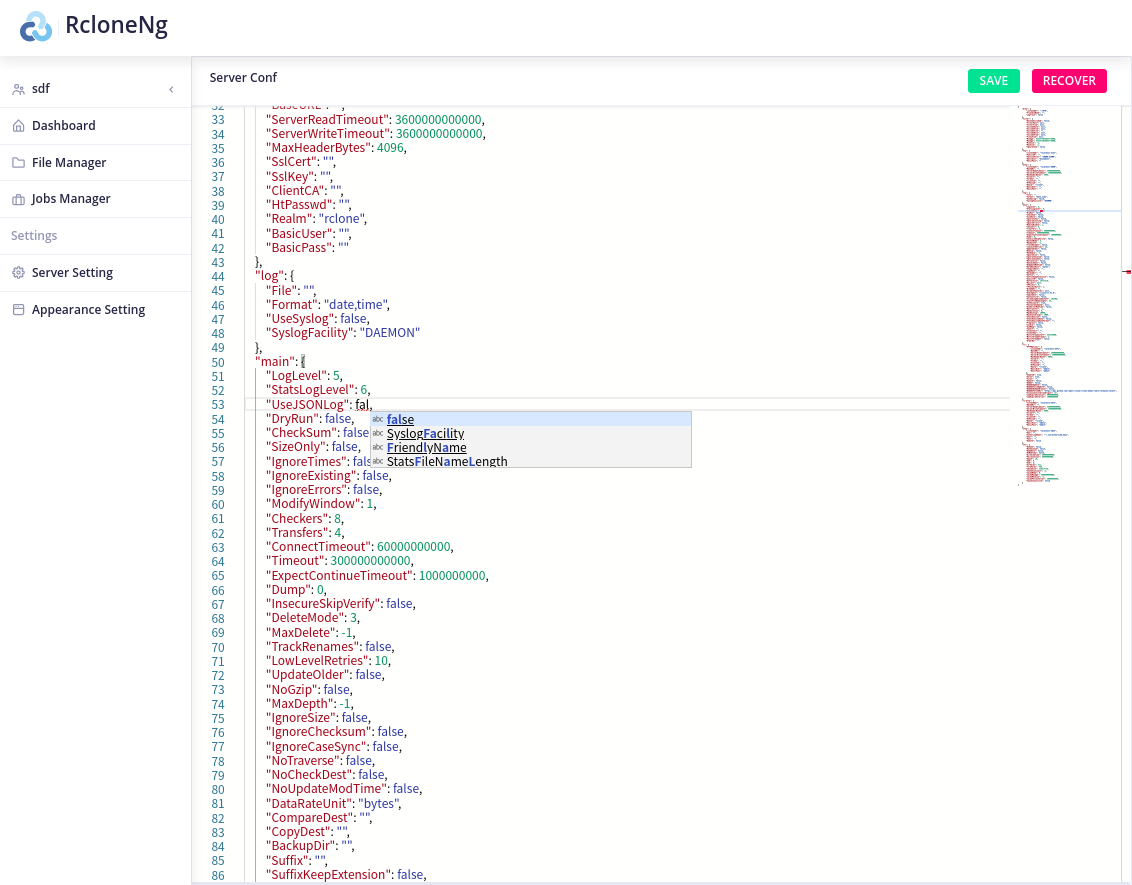 RcloneNg
sdf
Dashboard
File Manager
Jobs Manager
Settings
Server Setting
Appearance Setting
Server Conf
SAVE
RECOVER
32 "BaseURL": "",
33 "ServerReadTimeout": 3600000000000,
34 "ServerWriteTimeout": 3600000000000,
35 "MaxHeaderBytes": 4096,
36 "SslCert": "",
37 "SslKey": "",
38 "ClientCA": "",
39 "HtPasswd": "",
40 "Realm": "rclone",
41 "BasicUser": "",
42 "BasicPass": ""
43 },
44 "log": {
45 "File": "",
46 "Format": "date,time",
47 "UseSyslog": false,
48 "SyslogFacility": "DAEMON"
49 },
50 "main": {
51 "LogLevel": 5,
52 "StatsLogLevel": 6,
53 "UseJSONLog": fal,
54 "DryRun": false,
abc false
55 "CheckSum": false
abc SyslogFacility
56 "SizeOnly": false,
abc FriendlyName
57 "IgnoreTimes": fals
abc StatsFileNameLength
58 "IgnoreExisting": false,
59 "IgnoreErrors": false,
60 "ModifyWindow": 1,
61 "Checkers": 8,
62 "Transfers": 4,
63 "ConnectTimeout": 60000000000,
64 "Timeout": 300000000000,
65 "ExpectContinueTimeout": 1000000000,
66 "Dump": 0,
67 "InsecureSkipVerify": false,
68 "DeleteMode": 3,
69 "MaxDelete": -1,
70 "TrackRenames": false,
71 "LowLevelRetries": 10,
72 "UpdateOlder": false,
73 "NoGzip": false,
74 "MaxDepth": -1,
75 "IgnoreSize": false,
76 "IgnoreChecksum": false,
77 "IgnoreCaseSync": false,
78 "NoTraverse": false,
79 "NoCheckDest": false,
80 "NoUpdateModTime": false,
81 "DataRateUnit": "bytes",
82 "CompareDest": "",
83 "CopyDest": "",
84 "BackupDir": "",
85 "Suffix": "",
86 "SuffixKeepExtension": false,